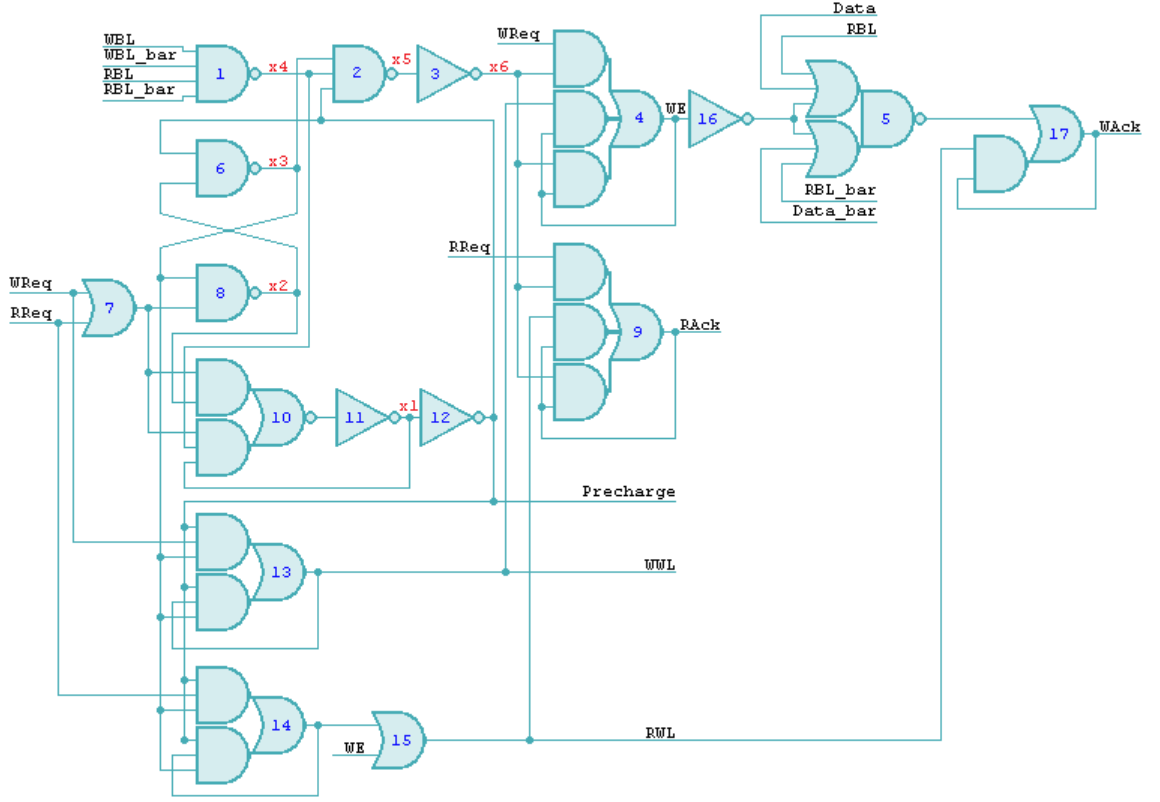 Data
RBL
WReq
WBL
WBL_bar
RBL
RBL_bar
1
x4
2
x5
3
x6
4
WE
16
5
17
WAck
6
x3
RBL_bar
Data_bar
RReq
WReq
RReq
7
8
x2
9
RAck
10
11
x1
12
Precharge
13
WWL
14
15
WE
RWL